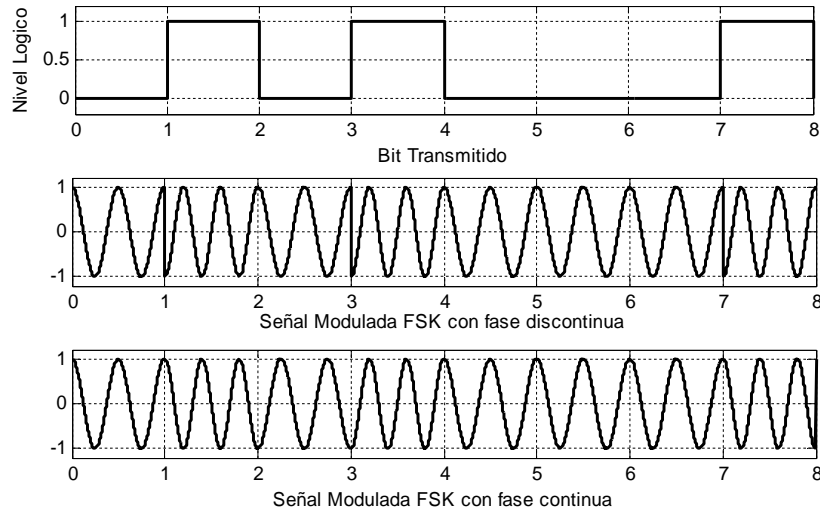 Nivel Logico
1
0.5
0
0 1 2 3 4 5 6 7 8
Bit Transmitido
1
0
-1
0 1 2 3 4 5 6 7 8
Señal Modulada FSK con fase discontinua
1
0
-1
0 1 2 3 4 5 6 7 8
Señal Modulada FSK con fase continua